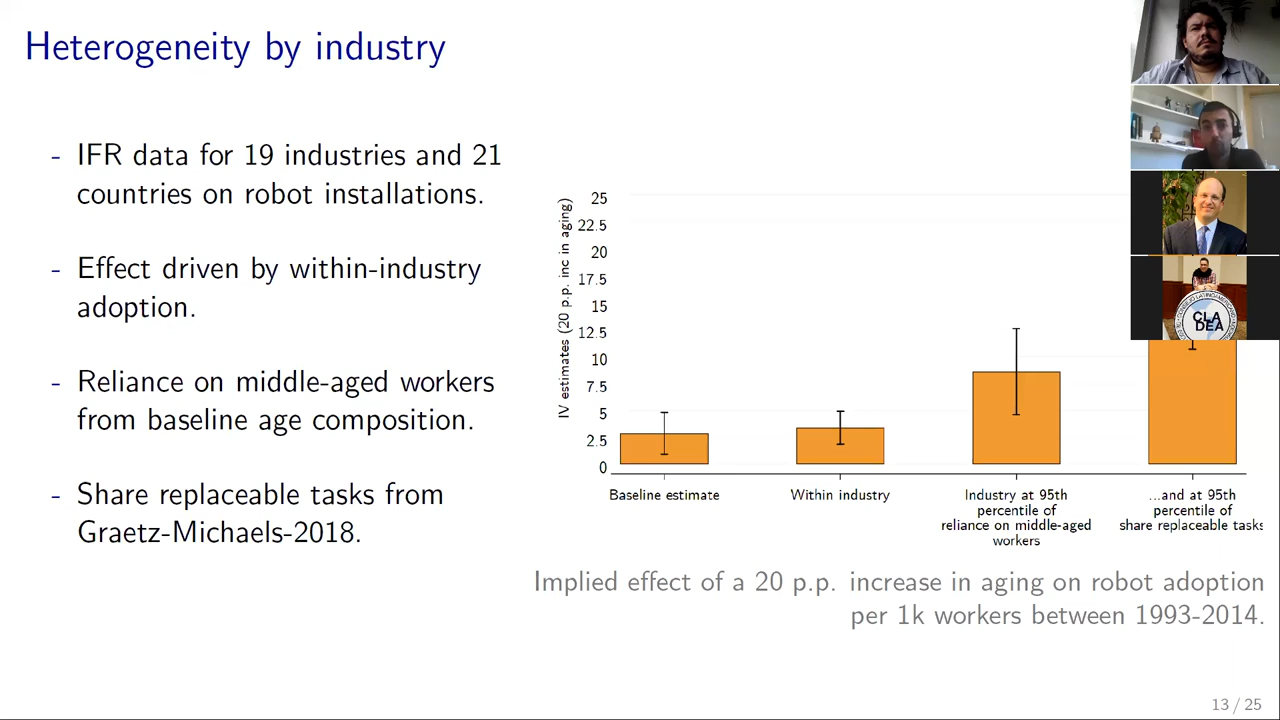 Heterogeneity by industry
- IFR data for 19 industries and 21
countries on robot installations.
- Effect driven by within-industry
adoption.
- Reliance on middle-aged workers
from baseline age composition.
- Share replaceable tasks from
Graetz-Michaels-2018.
IV estimates (20 p.p. inc in aging)
25
22.5
20
17.5
15
12.5
10
7.5
5
2.5
0
Baseline estimate
Within industry
Industry at 95th
percentile of
reliance on middle-aged
workers
...and at 95th
percentile of
share replaceable tasks
Implied effect of a 20 p.p. increase in aging on robot adoption
per 1k workers between 1993-2014.
CLA
DEA
13 / 25